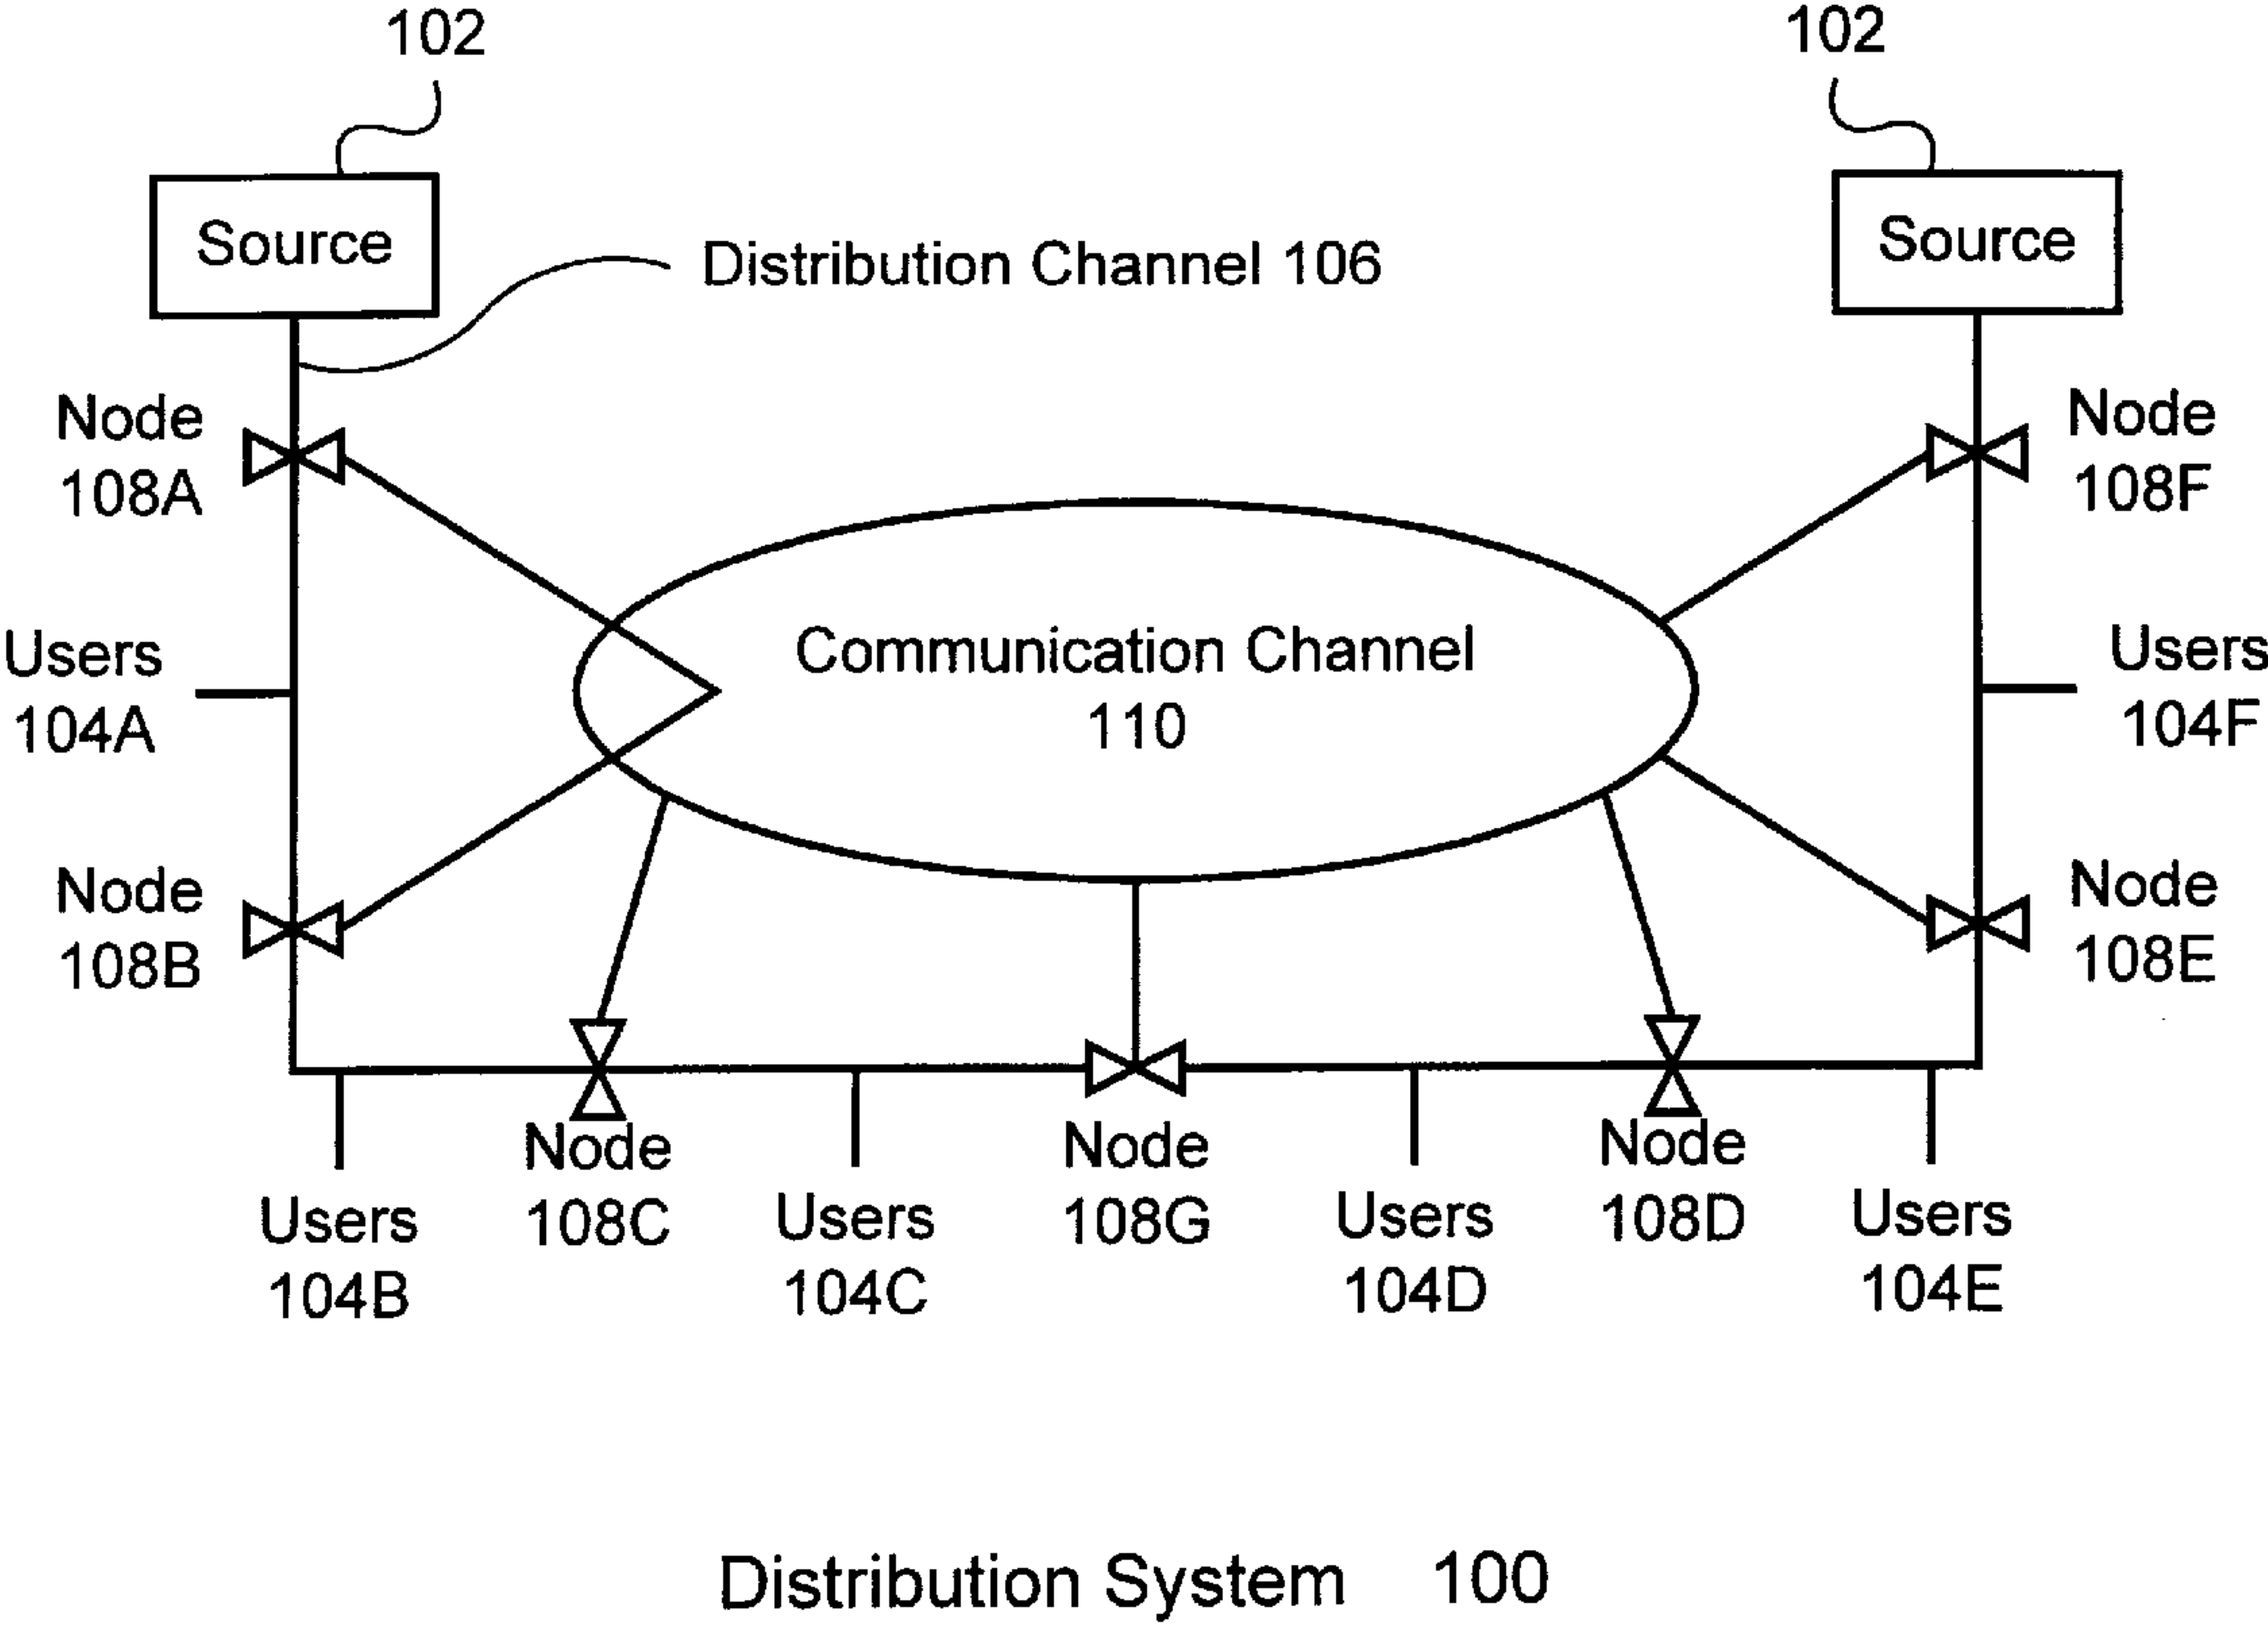 102
102
Source
Source
Distribution Channel 106
Node
108A
Node
108F
Users
104A
Communication Channel
110
Users
104F
Node
108B
Node
108E
Users
104B
Node
108C
Users
104C
Node
108G
Users
104D
Node
108D
Users
104E
Distribution System 100